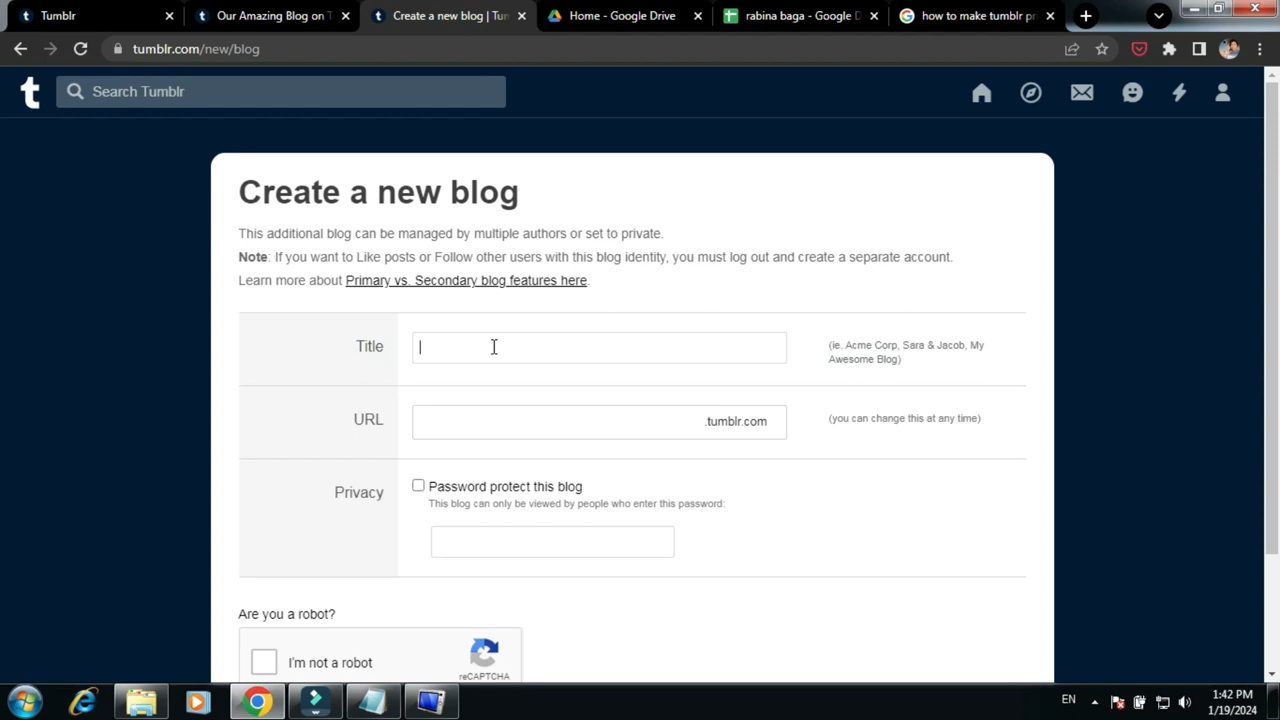 Tumblr
Our Amazing Blog on T
Create a new blog | Tum
Home - Google Drive
rabina baga - Google D
how to make tumblr pr
tumblr.com/new/blog
t
Search Tumblr
Create a new blog
This additional blog can be managed by multiple authors or set to private.
Note: If you want to Like posts or Follow other users with this blog identity, you must log out and create a separate account.
Learn more about Primary vs. Secondary blog features here.
Title
(ie. Acme Corp, Sara & Jacob, My
Awesome Blog)
URL
.tumblr.com
(you can change this at any time)
Privacy
Password protect this blog
This blog can only be viewed by people who enter this password:
Are you a robot?
I'm not a robot
reCAPTCHA
EN
1:42 PM
1/19/2024